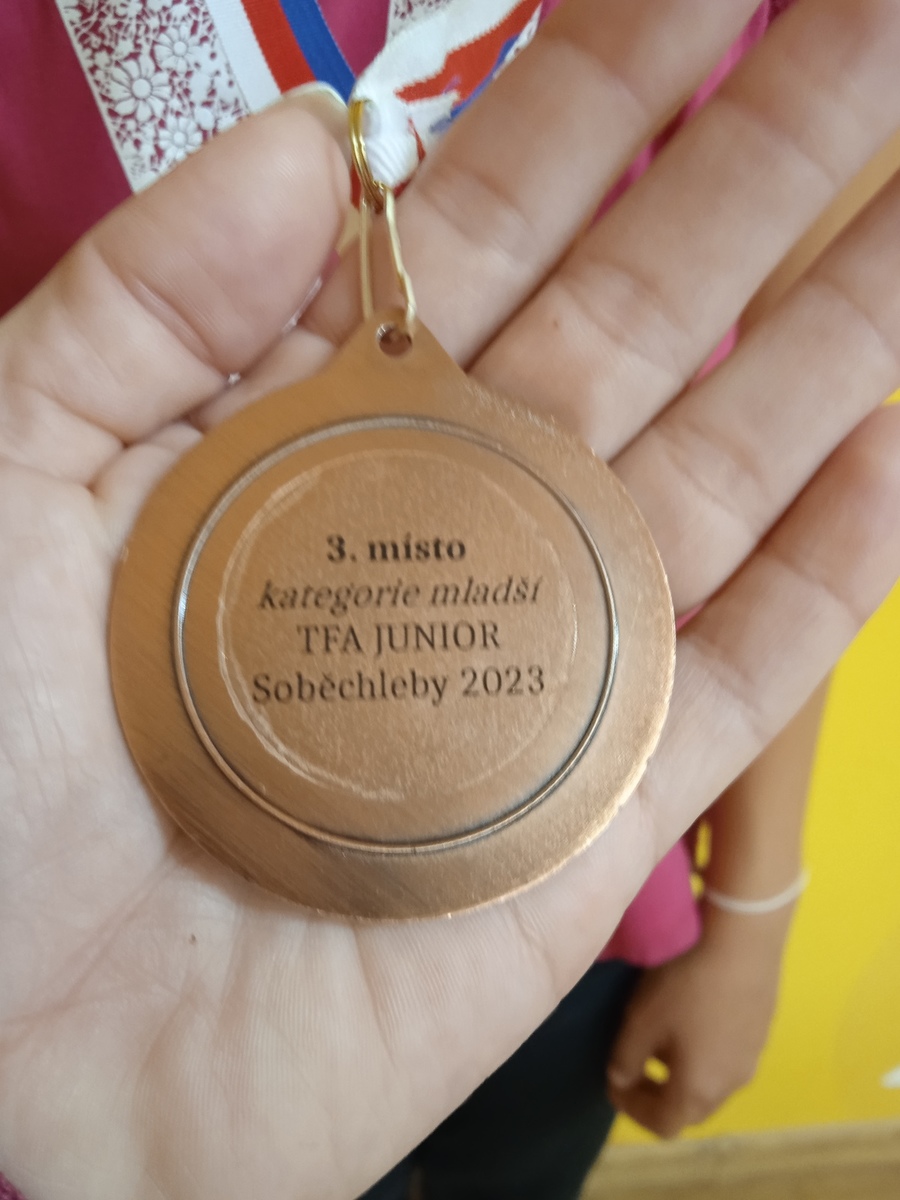 3. místo
kategorie mladší
TFA JUNIOR
Soběchleby 2023